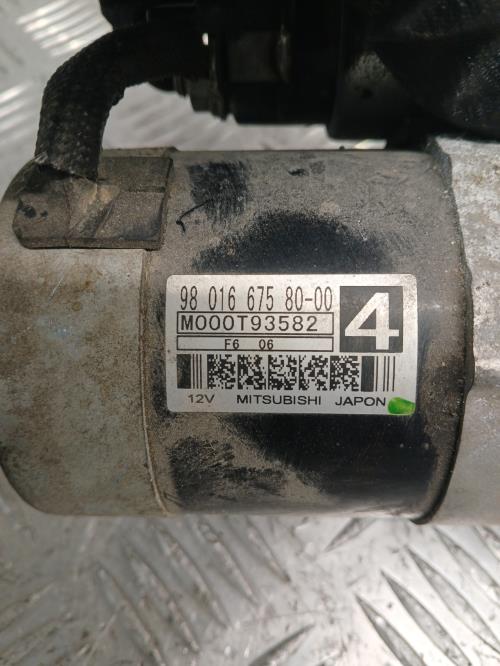 98 016 675 80-00
M000T93582
4
F6 06
12V MITSUBISHI JAPON